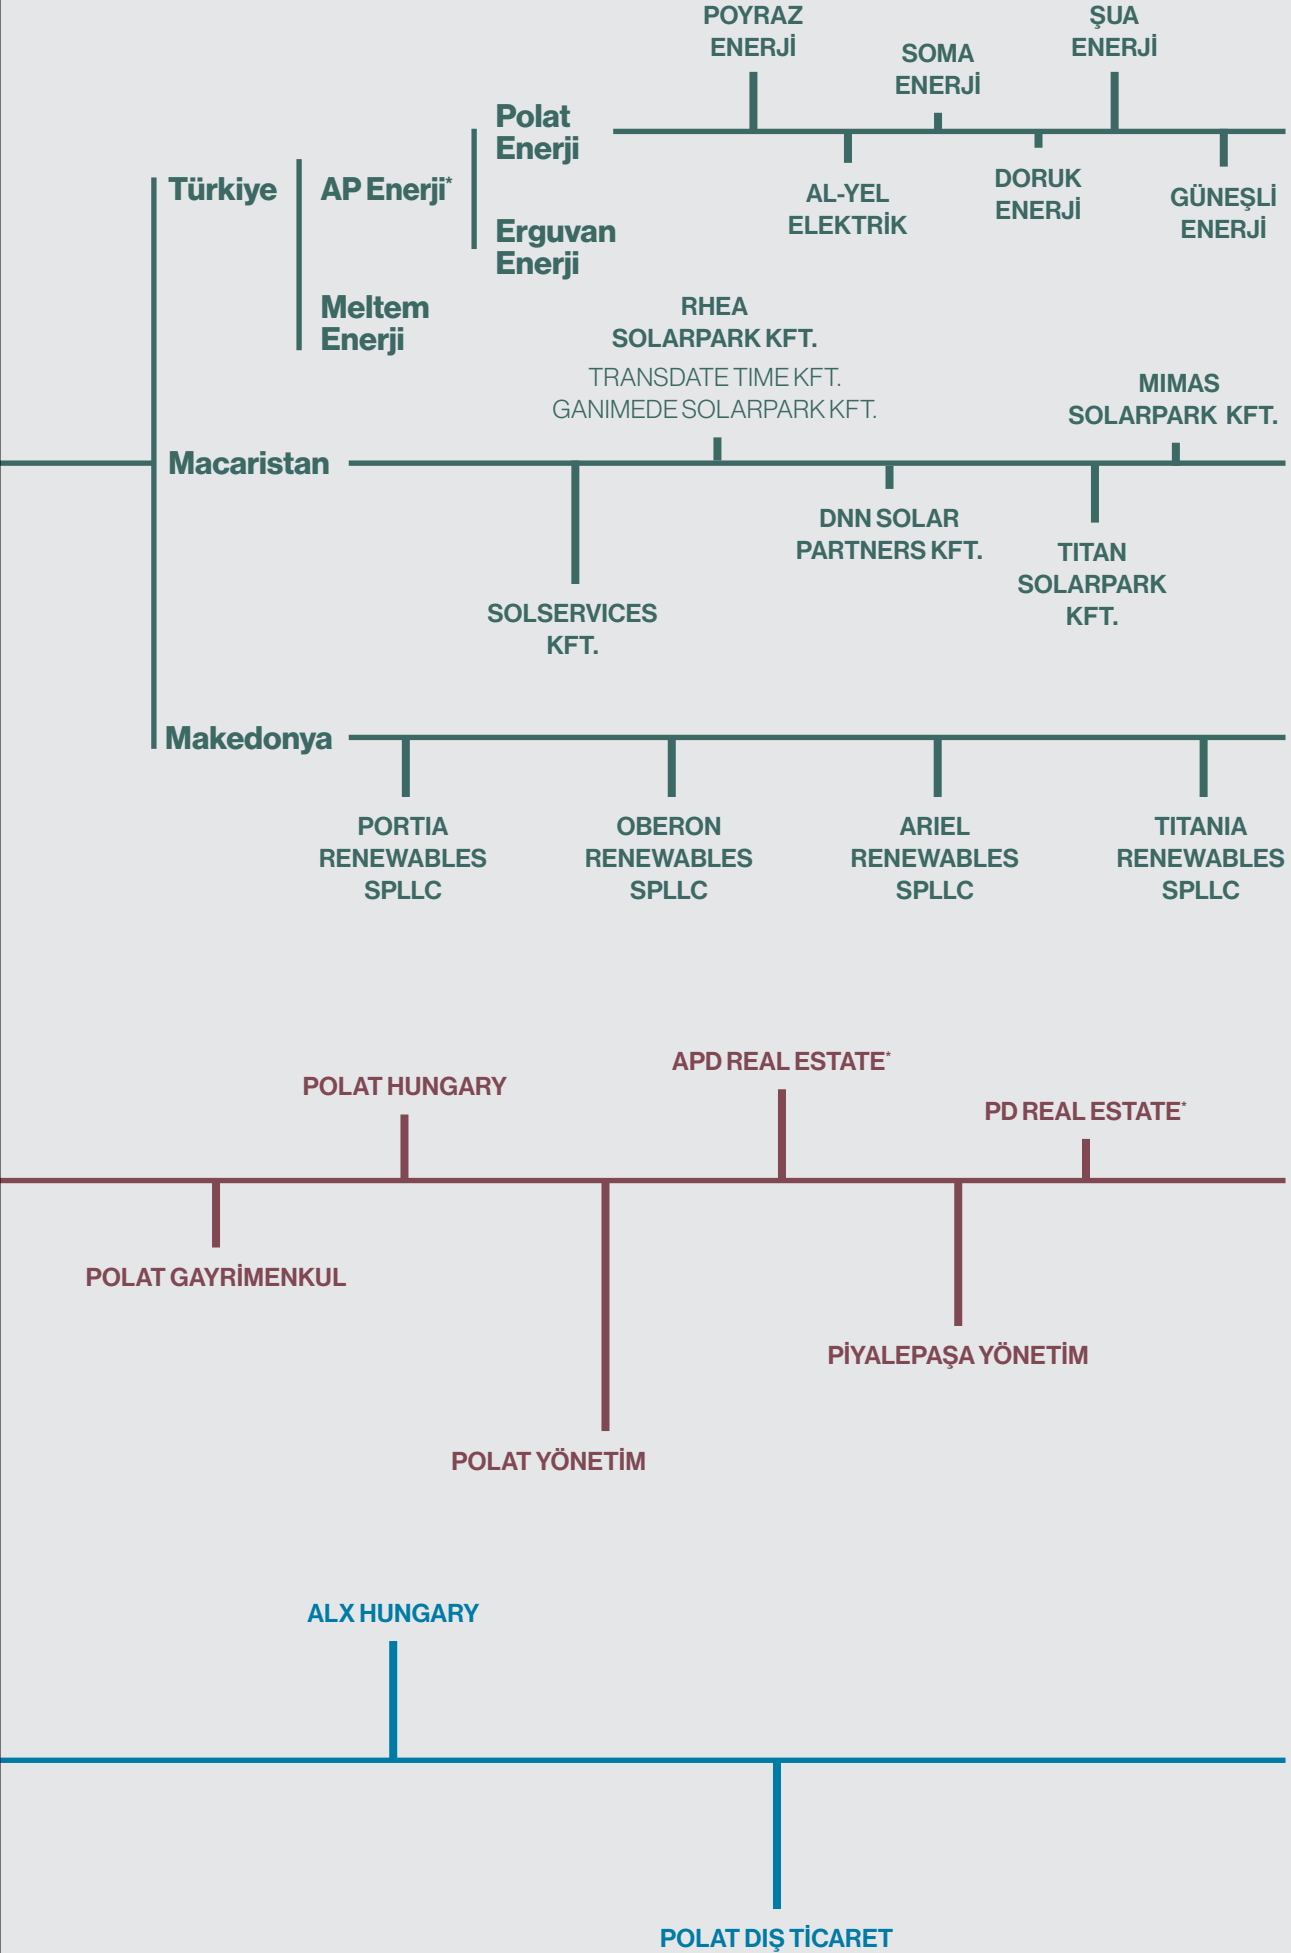 POYRAZ
ENERJİ
SOMA
ENERJİ
ŞUA
ENERJİ
Polat
Enerji
AL-YEL
ELEKTRİK
DORUK
ENERJİ
GÜNEŞLİ
ENERJİ
Türkiye
AP Enerji*
Erguvan
Enerji
Meltem
Enerji
RHEA
SOLARPARK KFT.
TRANSDATE TIME KFT.
GANIMEDE SOLARPARK KFT.
MIMAS
SOLARPARK KFT.
Macaristan
SOLSERVICES
KFT.
DNN SOLAR
PARTNERS KFT.
TITAN
SOLARPARK
KFT.
Makedonya
PORTIA
RENEWABLES
SPLLC
OBERON
RENEWABLES
SPLLC
ARIEL
RENEWABLES
SPLLC
TITANIA
RENEWABLES
SPLLC
POLAT HUNGARY
APD REAL ESTATE*
PD REAL ESTATE*
POLAT GAYRİMENKUL
PİYALEPAŞA YÖNETİM
POLAT YÖNETİM
ALX HUNGARY
POLAT DIŞ TİCARET